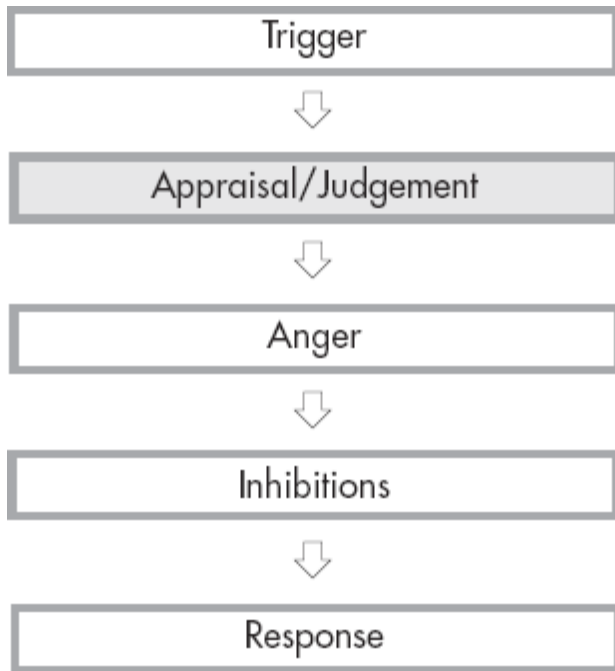 Trigger
Appraisal/Judgement
Anger
Inhibitions
Response